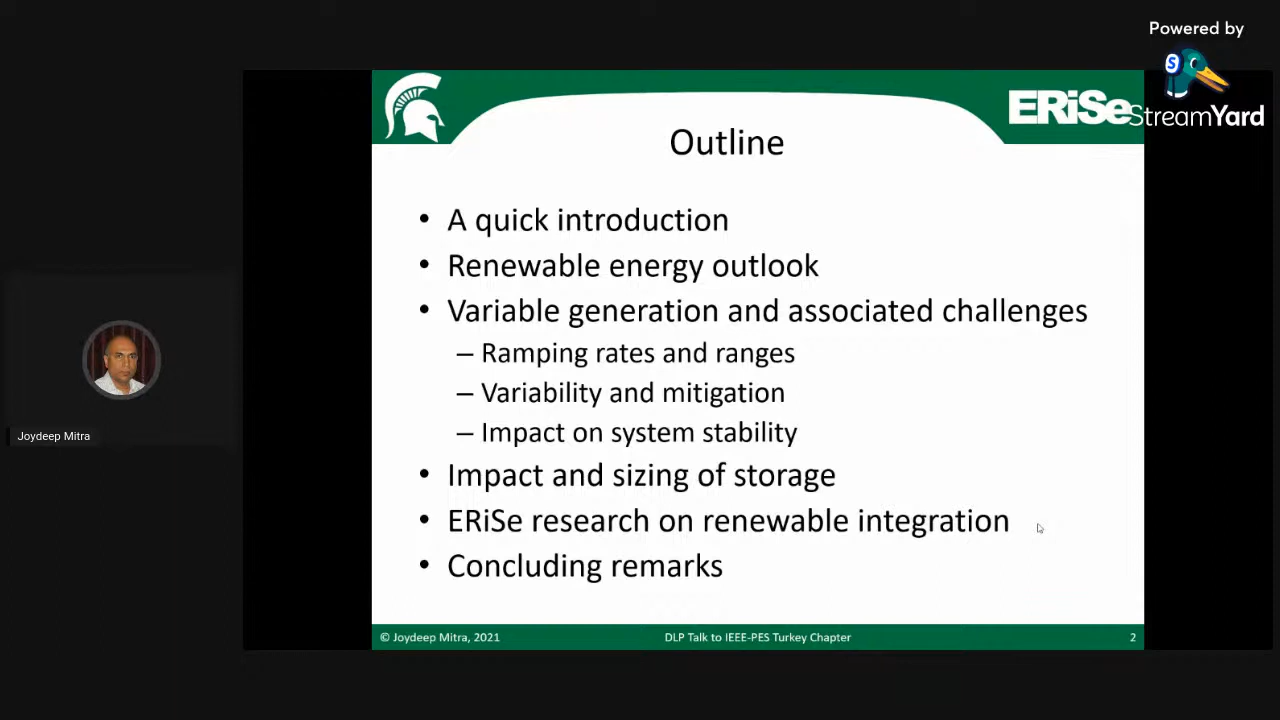 Powered by
S
StreamYard
ERiSe
Outline
• A quick introduction
• Renewable energy outlook
• Variable generation and associated challenges
– Ramping rates and ranges
– Variability and mitigation
– Impact on system stability
• Impact and sizing of storage
• ERiSe research on renewable integration
• Concluding remarks
Joydeep Mitra
© Joydeep Mitra, 2021
DLP Talk to IEEE-PES Turkey Chapter
2